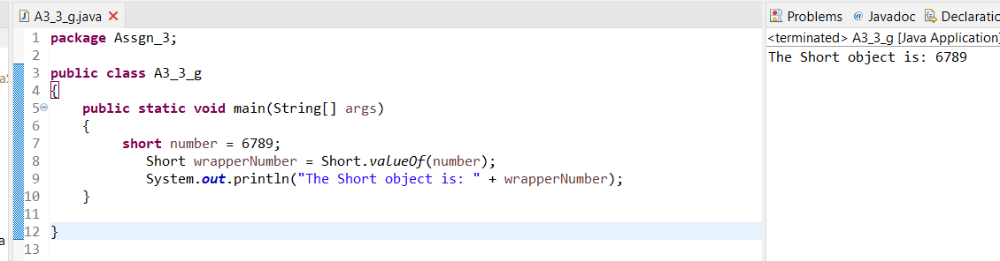 A3_3_g.java
1 package Assgn_3;
2
3 public class A3_3_g
4 {
5 public static void main(String[] args)
6 {
7 short number = 6789;
8 Short wrapperNumber = Short.valueOf(number);
9 System.out.println("The Short object is: " + wrapperNumber);
10 }
11
12 }
13
Problems @ Javadoc Declaratio
<terminated> A3_3_g [Java Application]
The Short object is: 6789